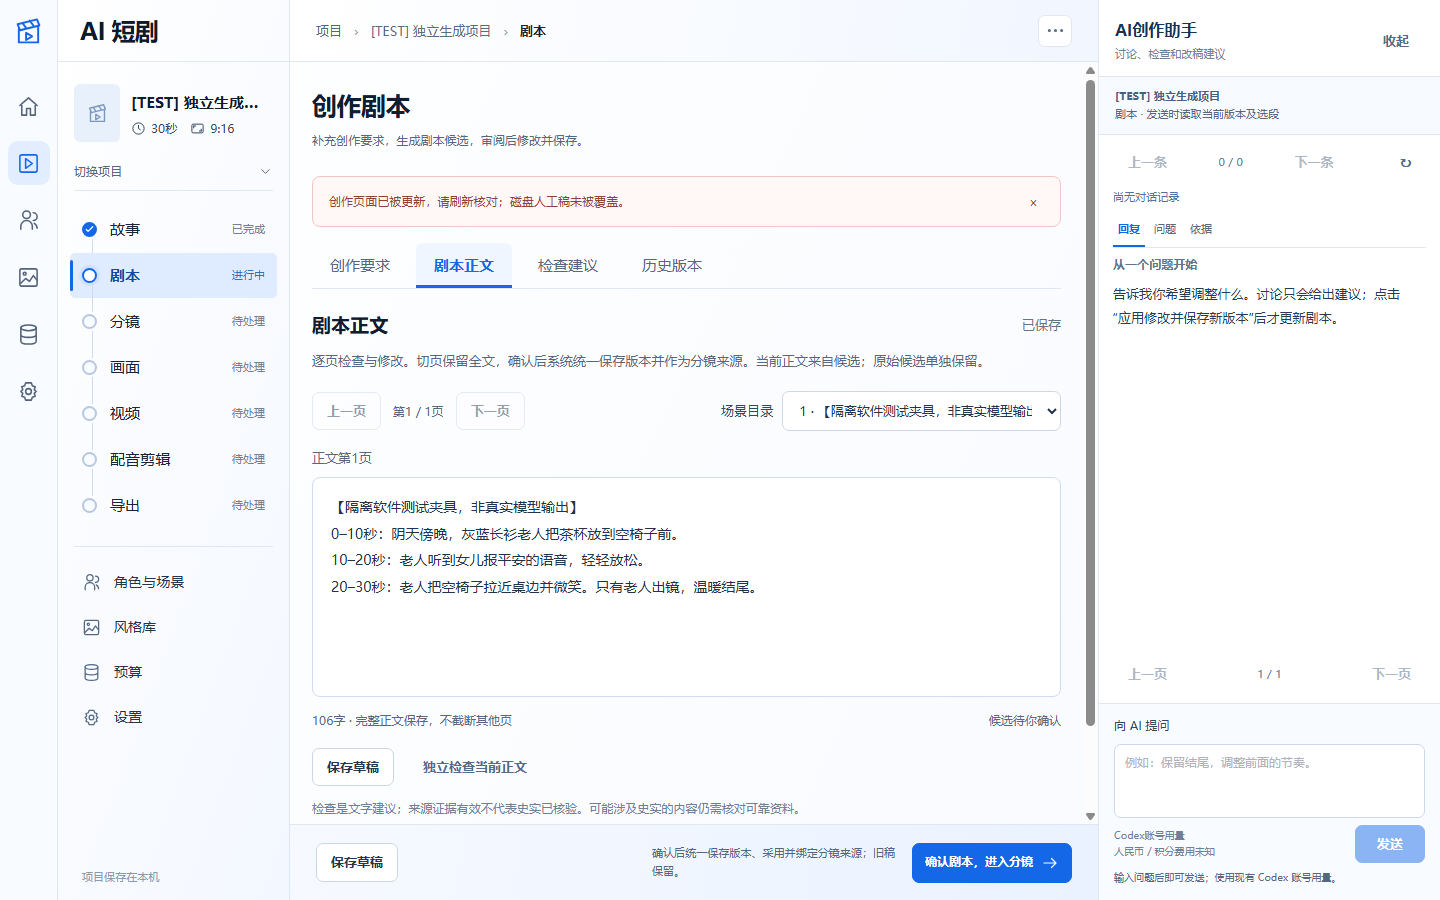 AI 短剧
[TEST] 独立生成...
30秒 9:16
切换项目
故事 已完成
剧本 进行中
分镜 待处理
画面 待处理
视频 待处理
配音剪辑 待处理
导出 待处理
角色与场景
风格库
预算
设置
项目保存在本机
项目 › [TEST] 独立生成项目 › 剧本
创作剧本
补充创作要求，生成剧本候选，审阅后修改并保存。
创作页面已被更新，请刷新核对；磁盘人工稿未被覆盖。 ×
创作要求 剧本正文 检查建议 历史版本
剧本正文 已保存
逐页检查与修改。切页保留全文，确认后系统统一保存版本并作为分镜来源。当前正文来自候选；原始候选单独保留。
上一页 第1 / 1页 下一页 场景目录 1 · 【隔离软件测试夹具，非真实模型输出
正文第1页
【隔离软件测试夹具，非真实模型输出】
0–10秒：阴天傍晚，灰蓝长衫老人把茶杯放到空椅子前。
10–20秒：老人听到女儿报平安的语音，轻轻放松。
20–30秒：老人把空椅子拉近桌边并微笑。只有老人出镜，温暖结尾。
106字 · 完整正文保存，不截断其他页 候选待你确认
保存草稿 独立检查当前正文
检查是文字建议；来源证据有效不代表史实已核验。可能涉及史实的内容仍需核对可靠资料。
保存草稿
确认后统一保存版本、采用并绑定分镜来源；旧稿
保留。
确认剧本，进入分镜 →
AI创作助手 收起
讨论、检查和改稿建议
[TEST] 独立生成项目
剧本 · 发送时读取当前版本及选段
上一条 0 / 0 下一条 ↻
尚无对话记录
回复 问题 依据
从一个问题开始
告诉我你希望调整什么。讨论只会给出建议；点击
“应用修改并保存新版本”后才更新剧本。
上一页 1 / 1 下一页
向 AI 提问
例如：保留结尾，调整前面的节奏。
Codex账号用量
人民币 / 积分费用未知
发送
输入问题后即可发送；使用现有 Codex 账号用量。